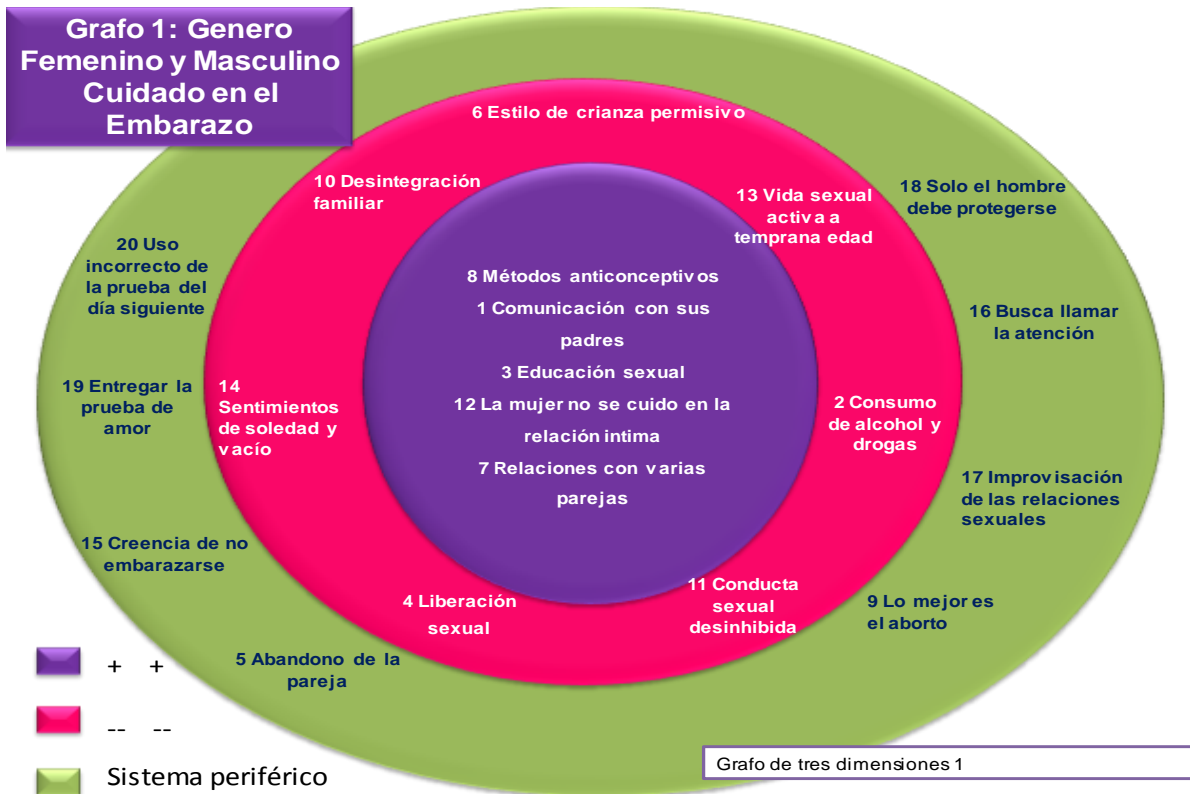 Grafo 1: Genero
Femenino y Masculino
Cuidado en el
Embarazo
6 Estilo de crianza permisivo
10 Desintegración
familiar
13 Vida sexual
activa a
temprana edad
18 Solo el hombre
debe protegerse
20 Uso
incorrecto de
la prueba del
día siguiente
8 Métodos anticonceptivos
1 Comunicación con sus
padres
3 Educación sexual
12 La mujer no se cuido en la
relación intima
7 Relaciones con varias
parejas
16 Busca llamar
la atención
19 Entregar la
prueba de
amor
14
Sentimientos
de soledad y
vacío
2 Consumo
de alcohol y
drogas
17 Improvisación
de las relaciones
sexuales
15 Creencia de no
embarazarse
4 Liberación
sexual
11 Conducta
sexual
desinhibida
9 Lo mejor es
el aborto
5 Abandono de la
pareja
+ +
-- --
Sistema periférico
Grafo de tres dimensiones 1